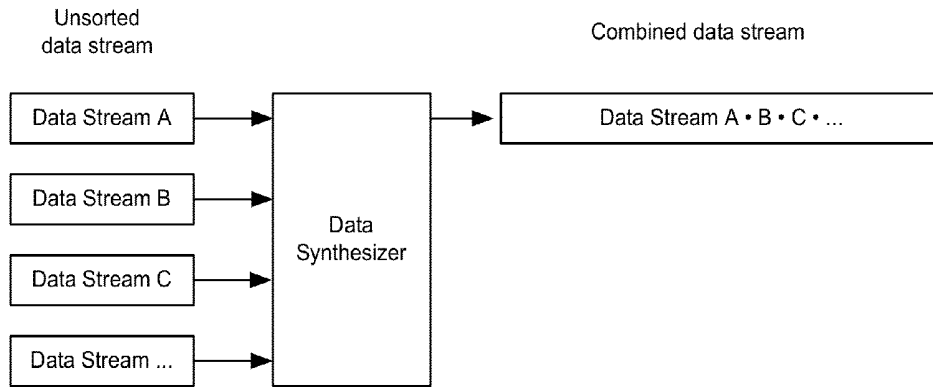 Unsorted
data stream
Combined data stream
Data Stream A
Data Stream A • B • C • ...
Data Stream B
Data
Synthesizer
Data Stream C
Data Stream ...